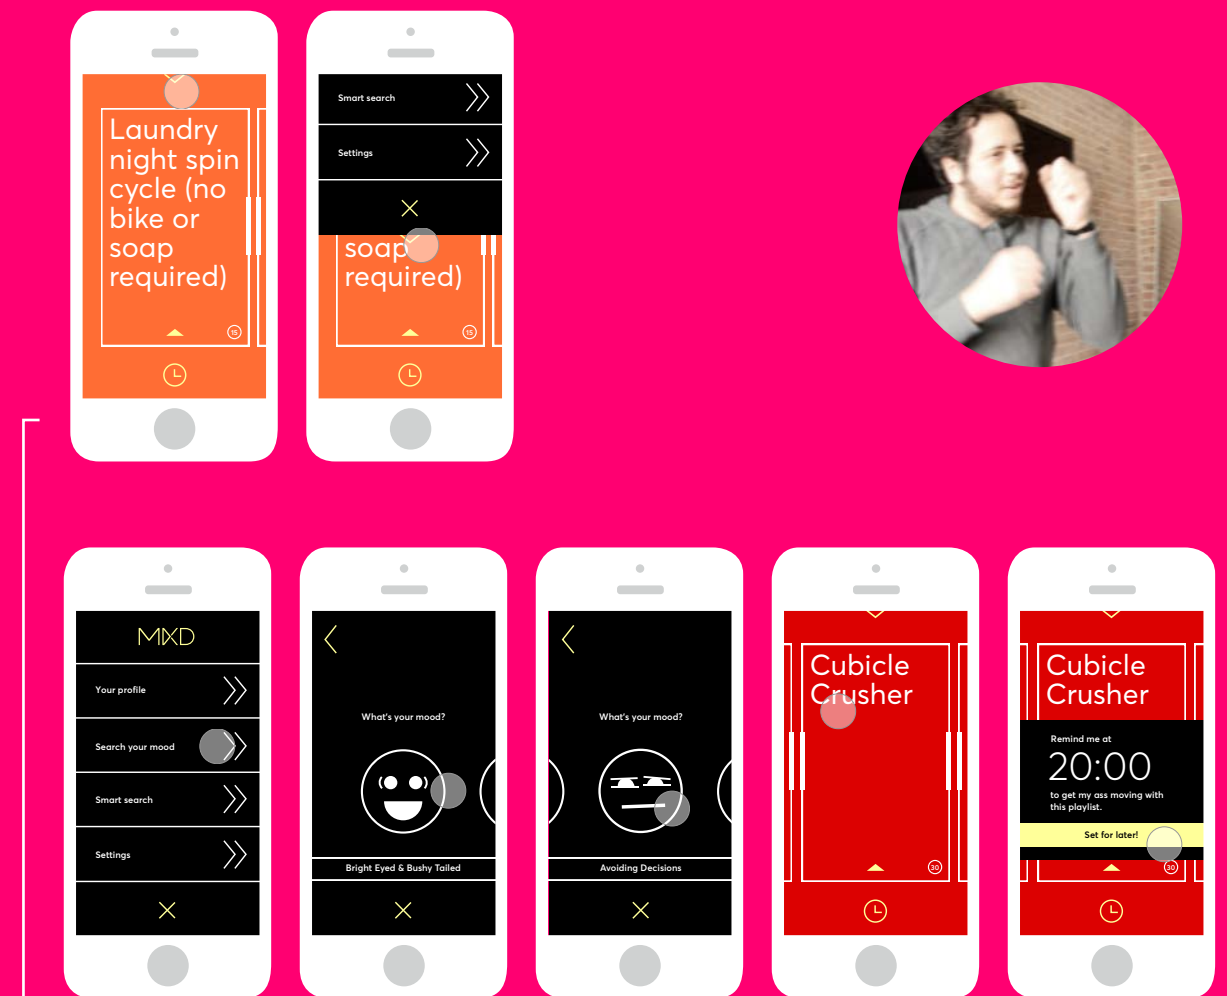 Laundry
night spin
cycle (no
bike or
soap
required)
15
Smart search
Settings
soap
required)
15
MXD
Your profile
Search your mood
Smart search
Settings
What's your mood?
Bright Eyed & Bushy Tailed
What's your mood?
Avoiding Decisions
Cubicle
Crusher
30
Cubicle
Crusher
Remind me at
20:00
to get my ass moving with
this playlist.
Set for later!
30